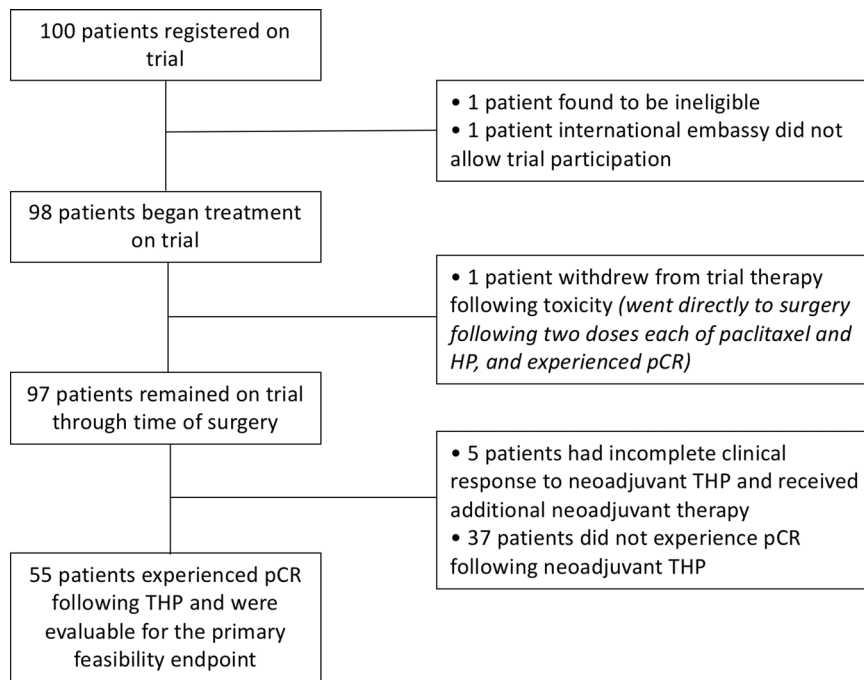 100 patients registered on
trial
• 1 patient found to be ineligible
• 1 patient international embassy did not
allow trial participation
98 patients began treatment
on trial
• 1 patient withdrew from trial therapy
following toxicity (went directly to surgery
following two doses each of paclitaxel and
HP, and experienced pCR)
97 patients remained on trial
through time of surgery
• 5 patients had incomplete clinical
response to neoadjuvant THP and received
additional neoadjuvant therapy
• 37 patients did not experience pCR
following neoadjuvant THP
55 patients experienced pCR
following THP and were
evaluable for the primary
feasibility endpoint